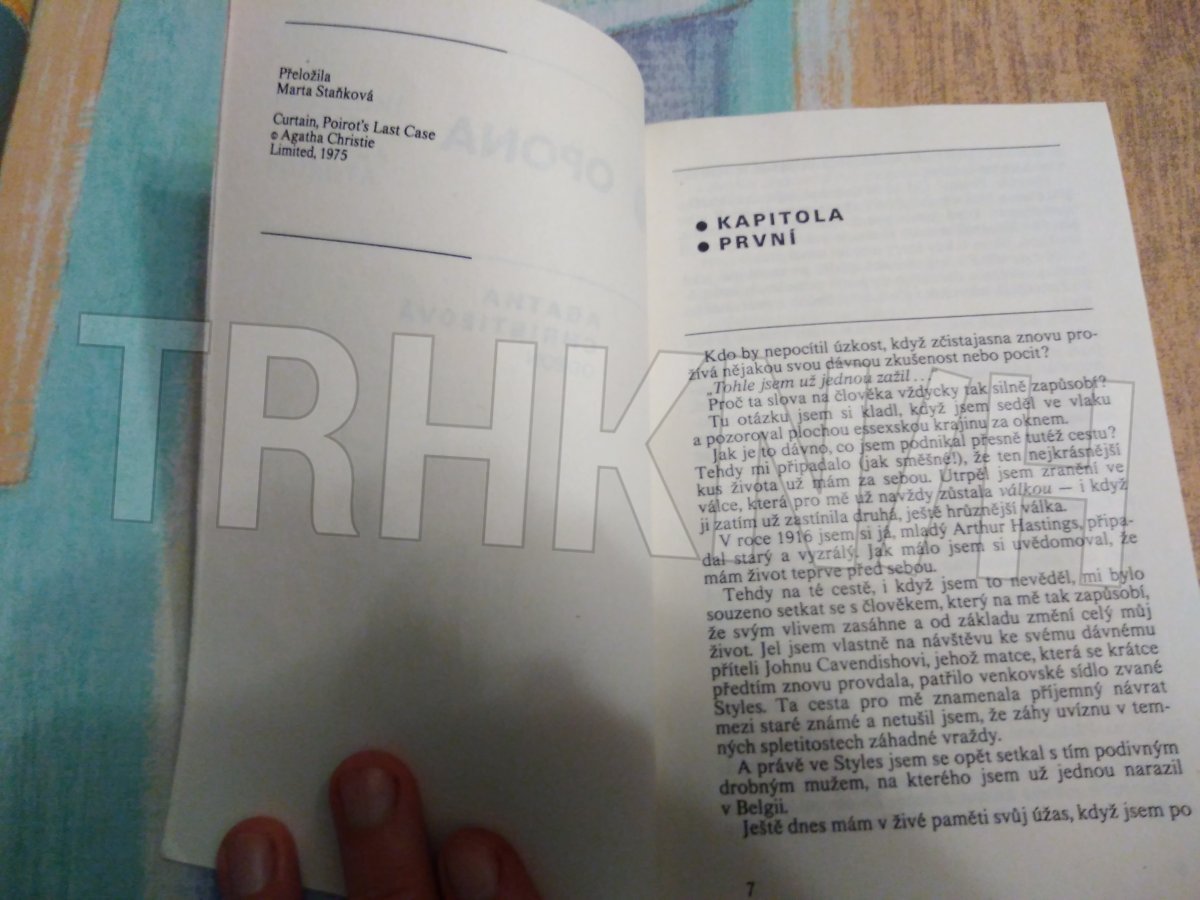 Přeložila
Marta Staňková
Curtain, Poirot's Last Case
© Agatha Christie
Limited, 1975
OPONA
AGATHA
CHRISTIEOVÁ
● KAPITOLA
● PRVNÍ
Kdo by nepocítil úzkost, když zčistajasna znovu pro-
žívá nějakou svou dávnou zkušenost nebo pocit?
„Tohle jsem už jednou zažil …“
Proč ta slova na člověka vždycky tak silně zapůsobí?
Tu otázku jsem si kladl, když jsem seděl ve vlaku
a pozoroval plochou essexskou krajinu za oknem.
Jak je to dávno, co jsem podnikal přesně tutéž cestu?
Tehdy mi připadalo (jak směšné!), že ten nejkrásnější
kus života už mám za sebou. Utrpěl jsem zranění ve
válce, která pro mě už navždy zůstala válkou — i když
ji zatím už zastínila druhá, ještě hrůznější válka.
V roce 1916 jsem si já, mladý Arthur Hastings, připa-
dal starý a vyzrálý. Jak málo jsem si uvědomoval, že
mám život teprve před sebou.
Tehdy na té cestě, i když jsem to nevěděl, mi bylo
souzeno setkat se s člověkem, který na mě tak zapůsobí,
že svým vlivem zasáhne a od základu změní celý můj
život. Jel jsem vlastně na návštěvu ke svému dávnému
příteli Johnu Cavendishovi, jehož matce, která se krátce
předtím znovu provdala, patřilo venkovské sídlo zvané
Styles. Ta cesta pro mě znamenala příjemný návrat
mezi staré známé a netušil jsem, že záhy uvíznu v tem-
ných spletitostech záhadné vraždy.
A právě ve Styles jsem se opět setkal s tím podivným
drobným mužem, na kterého jsem už jednou narazil
v Belgii.
Ještě dnes mám v živé paměti svůj úžas, když jsem po
7